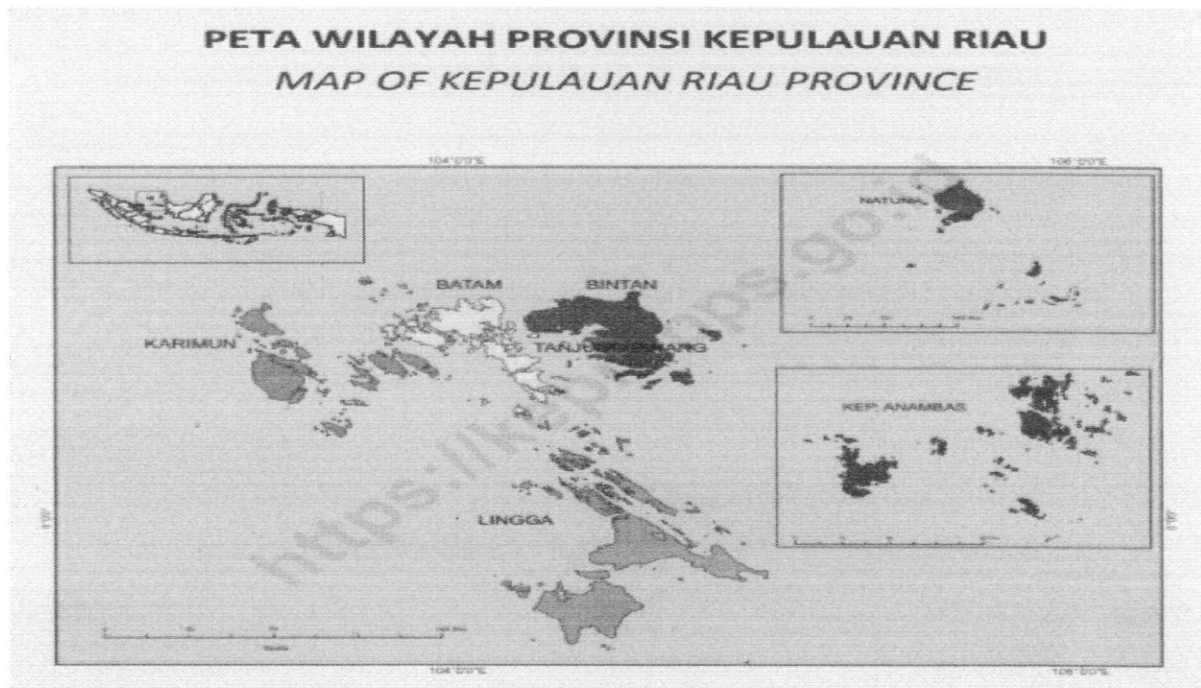 PETA WILAYAH PROVINSI KEPULAUAN RIAU
MAP OF KEPULAUAN RIAU PROVINCE
104°0'0"E
106°0'0"E
NATUNA
BATAM
BINTAN
KARIMUN
KEP. ANAMBAS
LINGGA
104°0'0"E
106°0'0"E